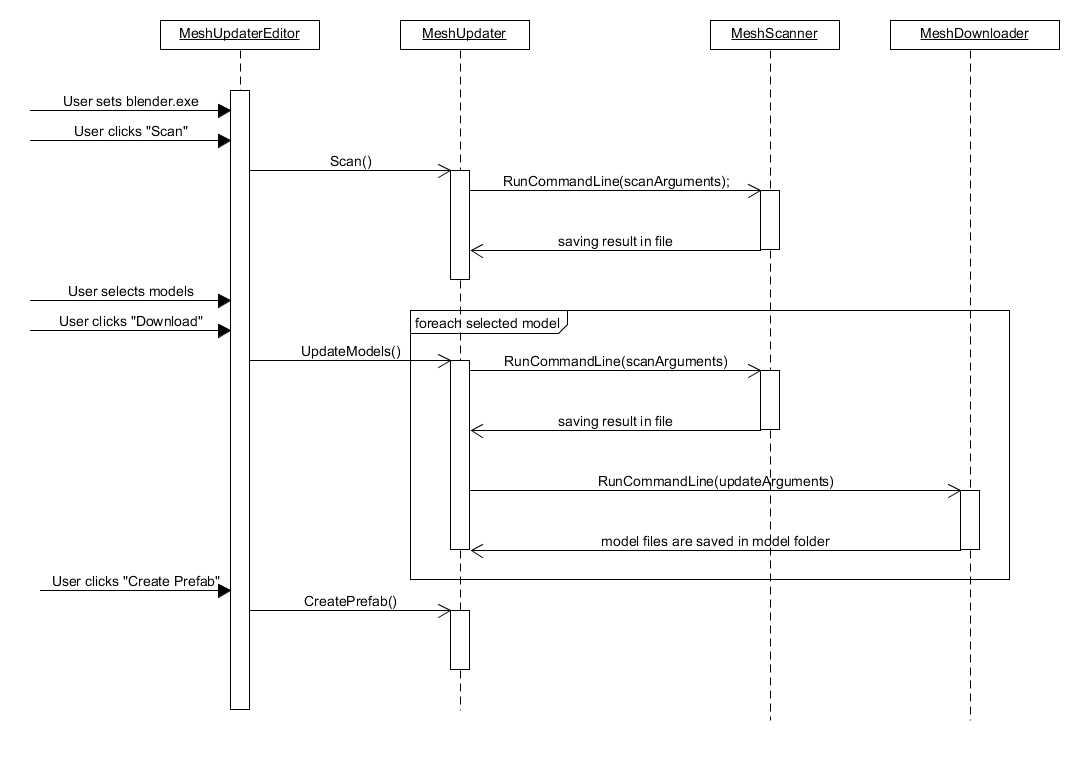 MeshUpdaterEditor
MeshUpdater
MeshScanner
MeshDownloader
User sets blender.exe
User clicks "Scan"
Scan()
RunCommandLine(scanArguments);
saving result in file
User selects models
User clicks "Download"
foreach selected model
UpdateModels()
RunCommandLine(scanArguments)
saving result in file
RunCommandLine(updateArguments)
model files are saved in model folder
User clicks "Create Prefab"
CreatePrefab()